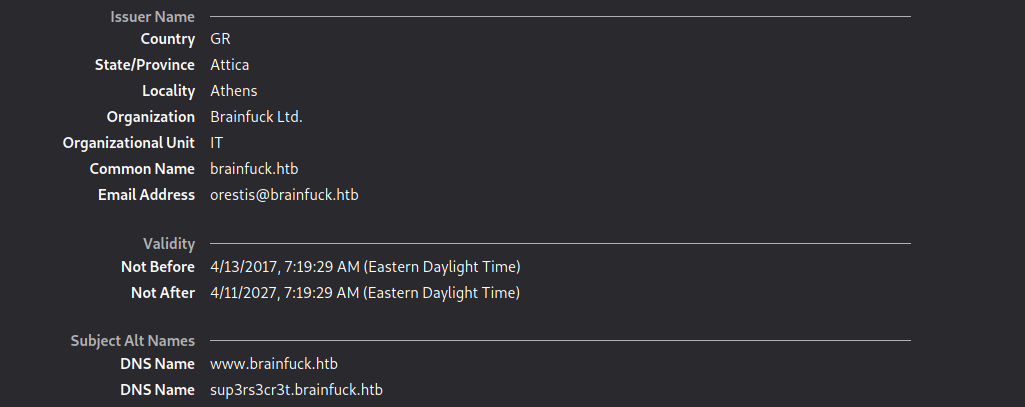 Issuer Name
Country GR
State/Province Attica
Locality Athens
Organization Brainfuck Ltd.
Organizational Unit IT
Common Name brainfuck.htb
Email Address orestis@brainfuck.htb
Validity
Not Before 4/13/2017, 7:19:29 AM (Eastern Daylight Time)
Not After 4/11/2027, 7:19:29 AM (Eastern Daylight Time)
Subject Alt Names
DNS Name www.brainfuck.htb
DNS Name sup3rs3cr3t.brainfuck.htb